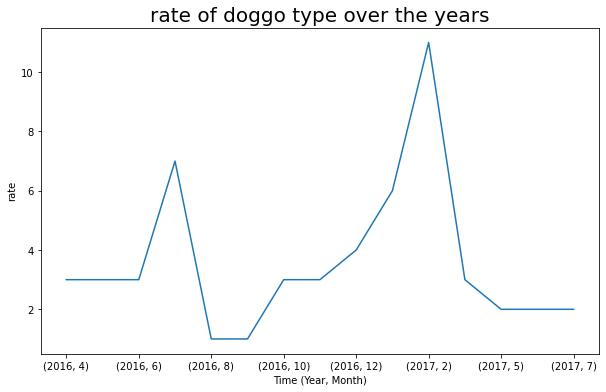 rate of doggo type over the years
10
8
6
4
2
rate
(2016, 4) (2016, 6) (2016, 8) (2016, 10) (2016, 12) (2017, 2) (2017, 5) (2017, 7)
Time (Year, Month)